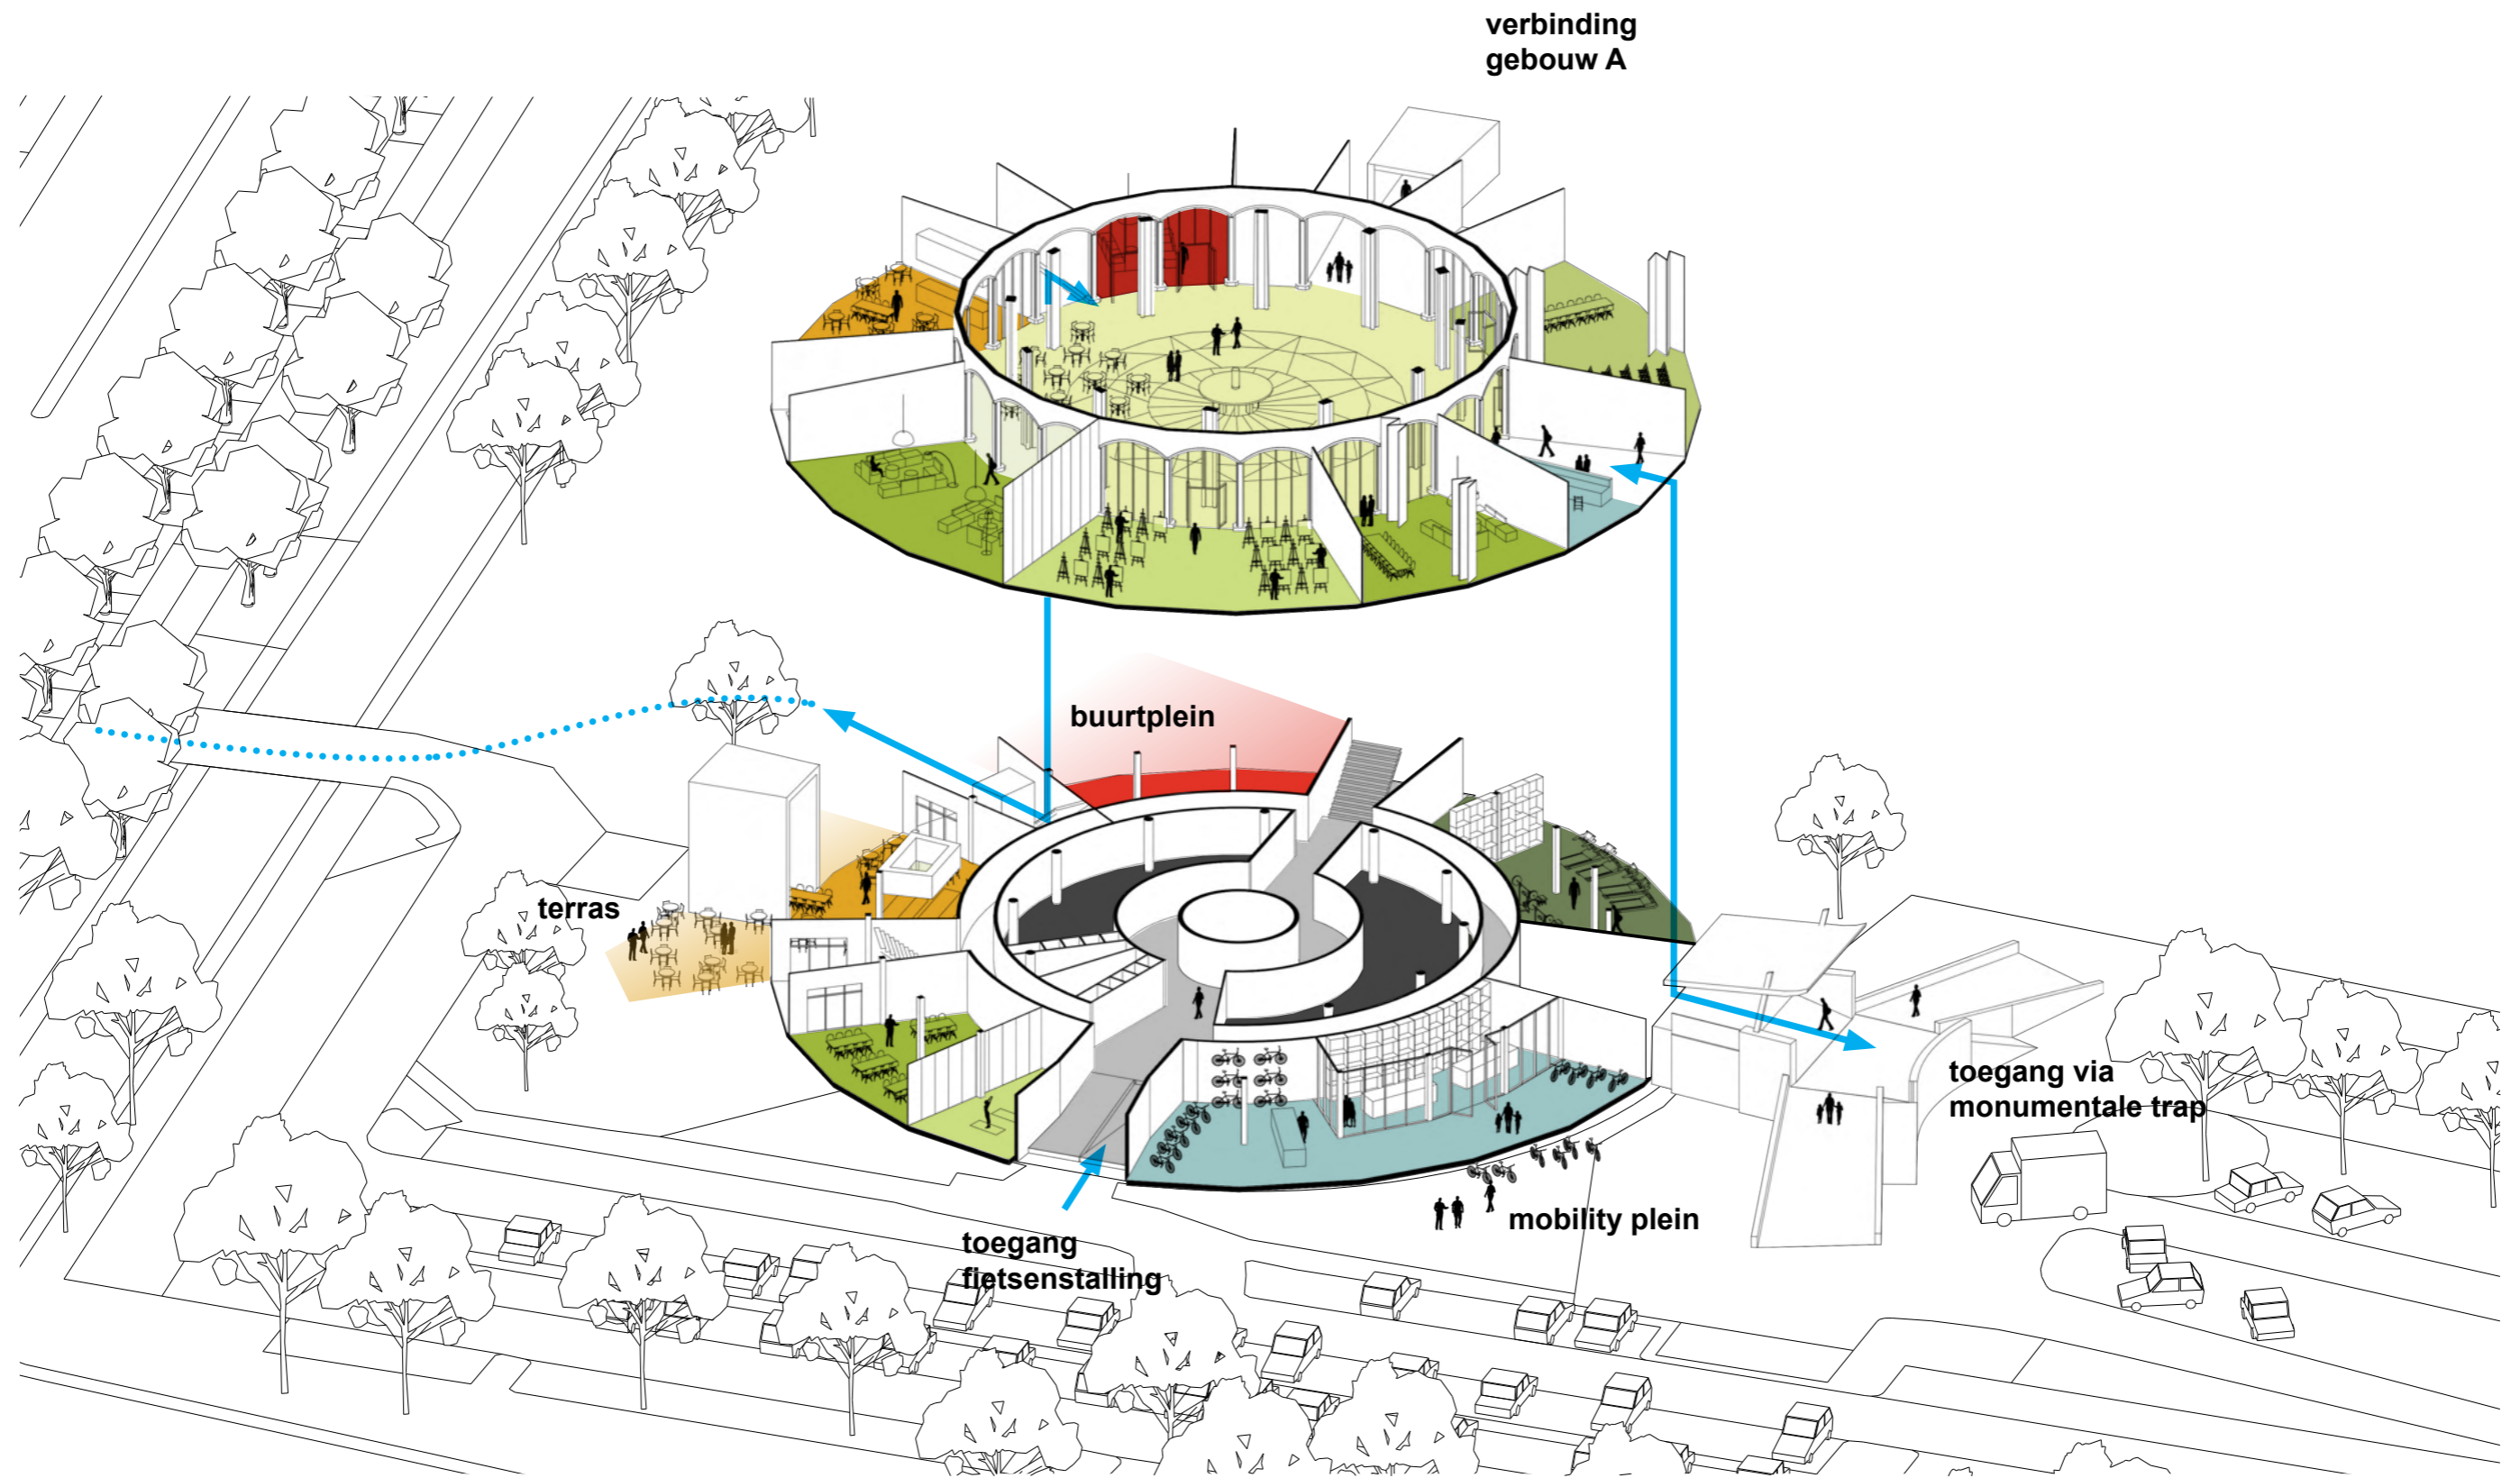 verbinding
gebouw A
buurtplein
terras
toegang via
monumentale trap
mobility plein
toegang
fietsenstalling